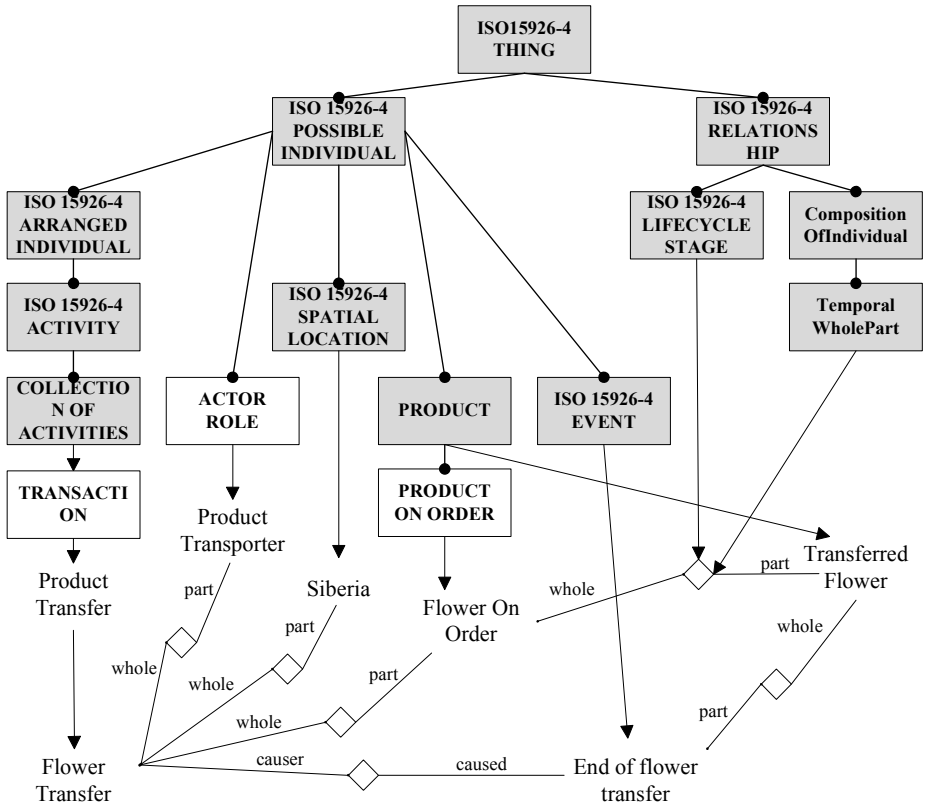 ISO15926-4
THING
ISO 15926-4
POSSIBLE
INDIVIDUAL
ISO 15926-4
RELATIONS
HIP
ISO 15926-4
ARRANGED
INDIVIDUAL
ISO 15926-4
LIFECYCLE
STAGE
Composition
OfIndividual
ISO 15926-4
ACTIVITY
ISO 15926-4
SPATIAL
LOCATION
Temporal
WholePart
COLLECTIO
N OF
ACTIVITIES
ACTOR
ROLE
PRODUCT
ISO 15926-4
EVENT
TRANSACTI
ON
PRODUCT
ON ORDER
Product
Transporter
Transferred
Flower
Product
Transfer
Siberia
Flower On
Order
part
whole
part
part
whole
whole
whole
part
whole
part
causer
caused
Flower
Transfer
End of flower
transfer